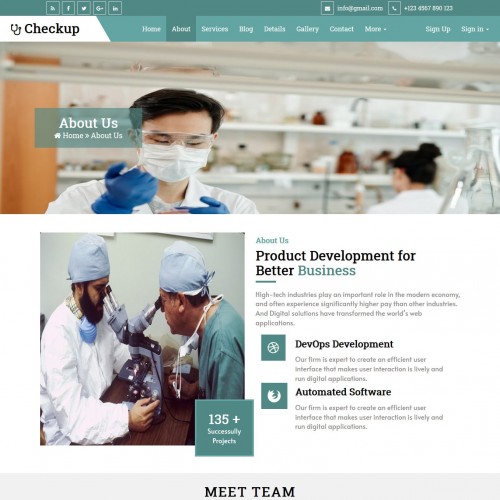 info@gmail.com +123 4567 890 123
Checkup Home About Services Blog Details Gallery Contact More Sign Up Sign in
About Us
Home » About Us
About Us
Product Development for
Better Business
High-tech industries play an important role in the modern economy,
and often experience significantly higher pay than other industries.
And Digital solutions have transformed the world's web
applications.
DevOps Development
Our firm is expert to create an efficient user
interface that makes user interaction is lively and
run digital applications.
Automated Software
Our firm is expert to create an efficient user
interface that makes user interaction is lively and
run digital applications.
135 +
Successully
Projects
MEET TEAM